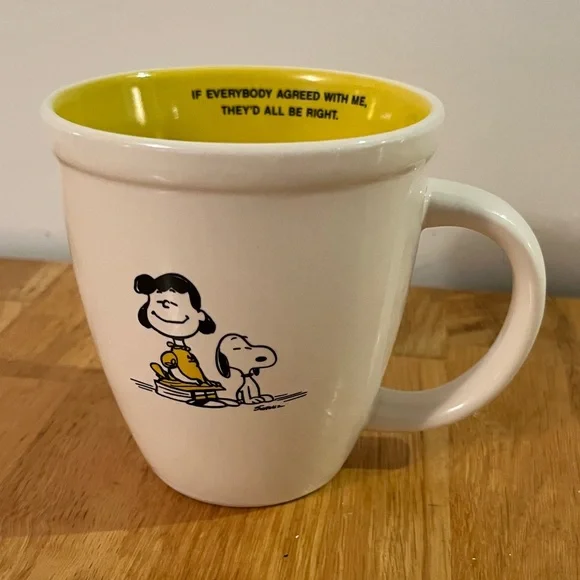 IF EVERYBODY AGREED WITH ME,
THEY'D ALL BE RIGHT.